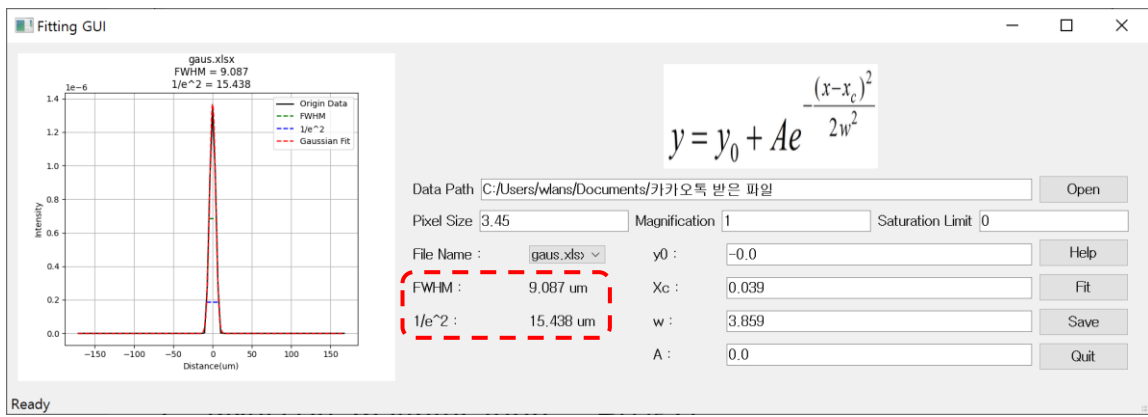 Fitting GUI
gaus.xlsx
FWHM = 9.087
1/e^2 = 15.438
1e−6
Origin Data
FWHM
1/e^2
Gaussian Fit
1.4
1.2
1.0
0.8
0.6
0.4
0.2
0.0
Intensity
−150 −100 −50 0 50 100 150
Distance(um)
y = y₀ + Ae^(−(x−x_c)²/2w²)
Data Path C:/Users/wlans/Documents/카카오톡 받은 파일 Open
Pixel Size 3.45 Magnification 1 Saturation Limit 0
File Name : gaus.xls> y0 : −0.0 Help
FWHM : 9.087 um Xc : 0.039 Fit
1/e^2 : 15.438 um w : 3.859 Save
A : 0.0 Quit
Ready